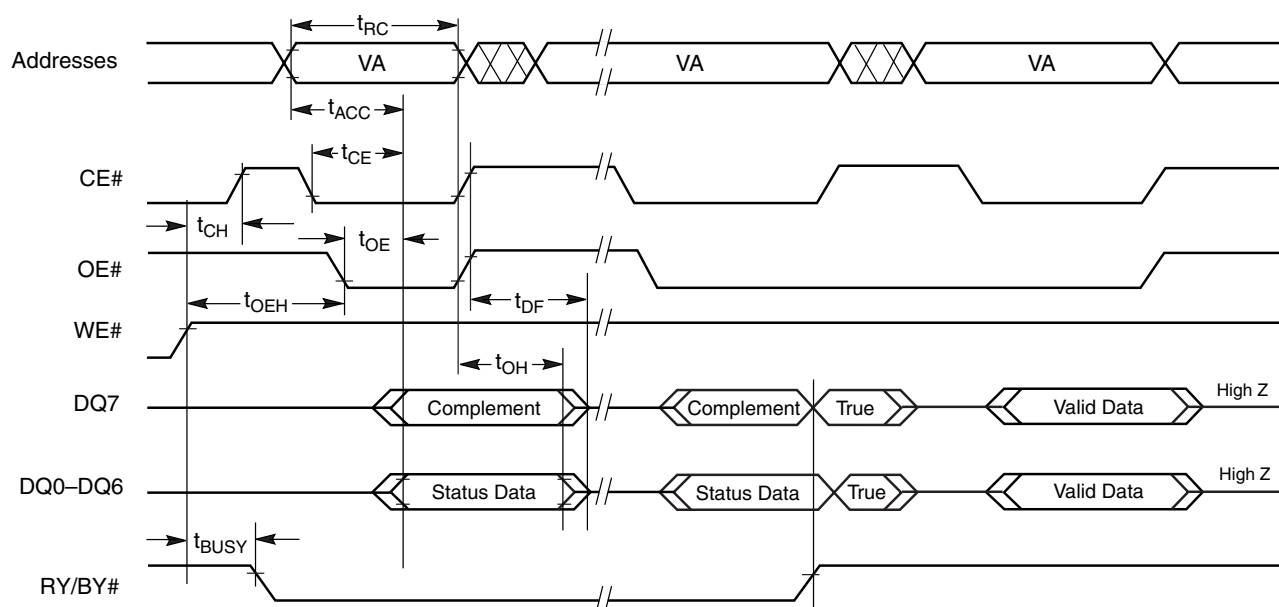 tRC
Addresses VA VA VA
tACC
tCE
CE#
tCH
tOE
OE#
tOEH
tDF
WE#
tOH
DQ7 Complement Complement True Valid Data High Z
DQ0–DQ6 Status Data Status Data True Valid Data High Z
tBUSY
RY/BY#